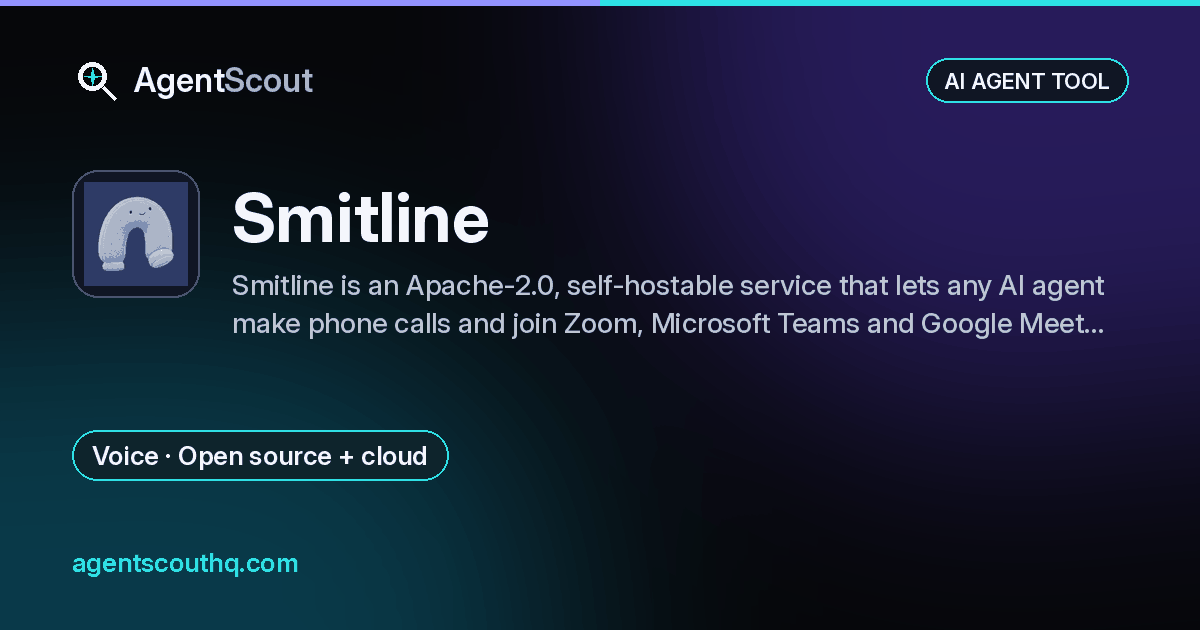 AgentScout
AI AGENT TOOL
Smitline
Smitline is an Apache-2.0, self-hostable service that lets any AI agent
make phone calls and join Zoom, Microsoft Teams and Google Meet...
Voice · Open source + cloud
agentscouthq.com